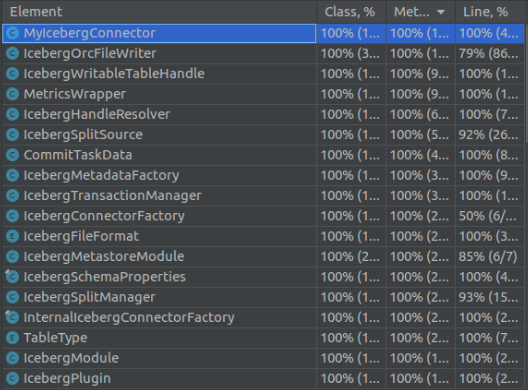 Element Class, % Met... Line, %
MyIcebergConnector 100% (1... 100% (1... 100% (4...
IcebergOrcFileWriter 100% (3... 100% (1... 79% (86...
IcebergWritableTableHandle 100% (1... 100% (9... 100% (1...
MetricsWrapper 100% (1... 100% (9... 100% (1...
IcebergHandleResolver 100% (1... 100% (6... 100% (7...
IcebergSplitSource 100% (1... 100% (5... 92% (26...
CommitTaskData 100% (1... 100% (4... 100% (8...
IcebergMetadataFactory 100% (1... 100% (3... 100% (9...
IcebergTransactionManager 100% (1... 100% (3... 100% (1...
IcebergConnectorFactory 100% (1... 100% (2... 50% (6/...
IcebergFileFormat 100% (1... 100% (2... 100% (3...
IcebergMetastoreModule 100% (2... 100% (2... 85% (6/7)
IcebergSchemaProperties 100% (1... 100% (2... 100% (4...
IcebergSplitManager 100% (1... 100% (2... 93% (15...
InternalIcebergConnectorFactory 100% (1... 100% (2... 100% (2...
TableType 100% (1... 100% (2... 100% (7...
IcebergModule 100% (1... 100% (2... 100% (2...
IcebergPlugin 100% (1... 100% (2... 100% (2...